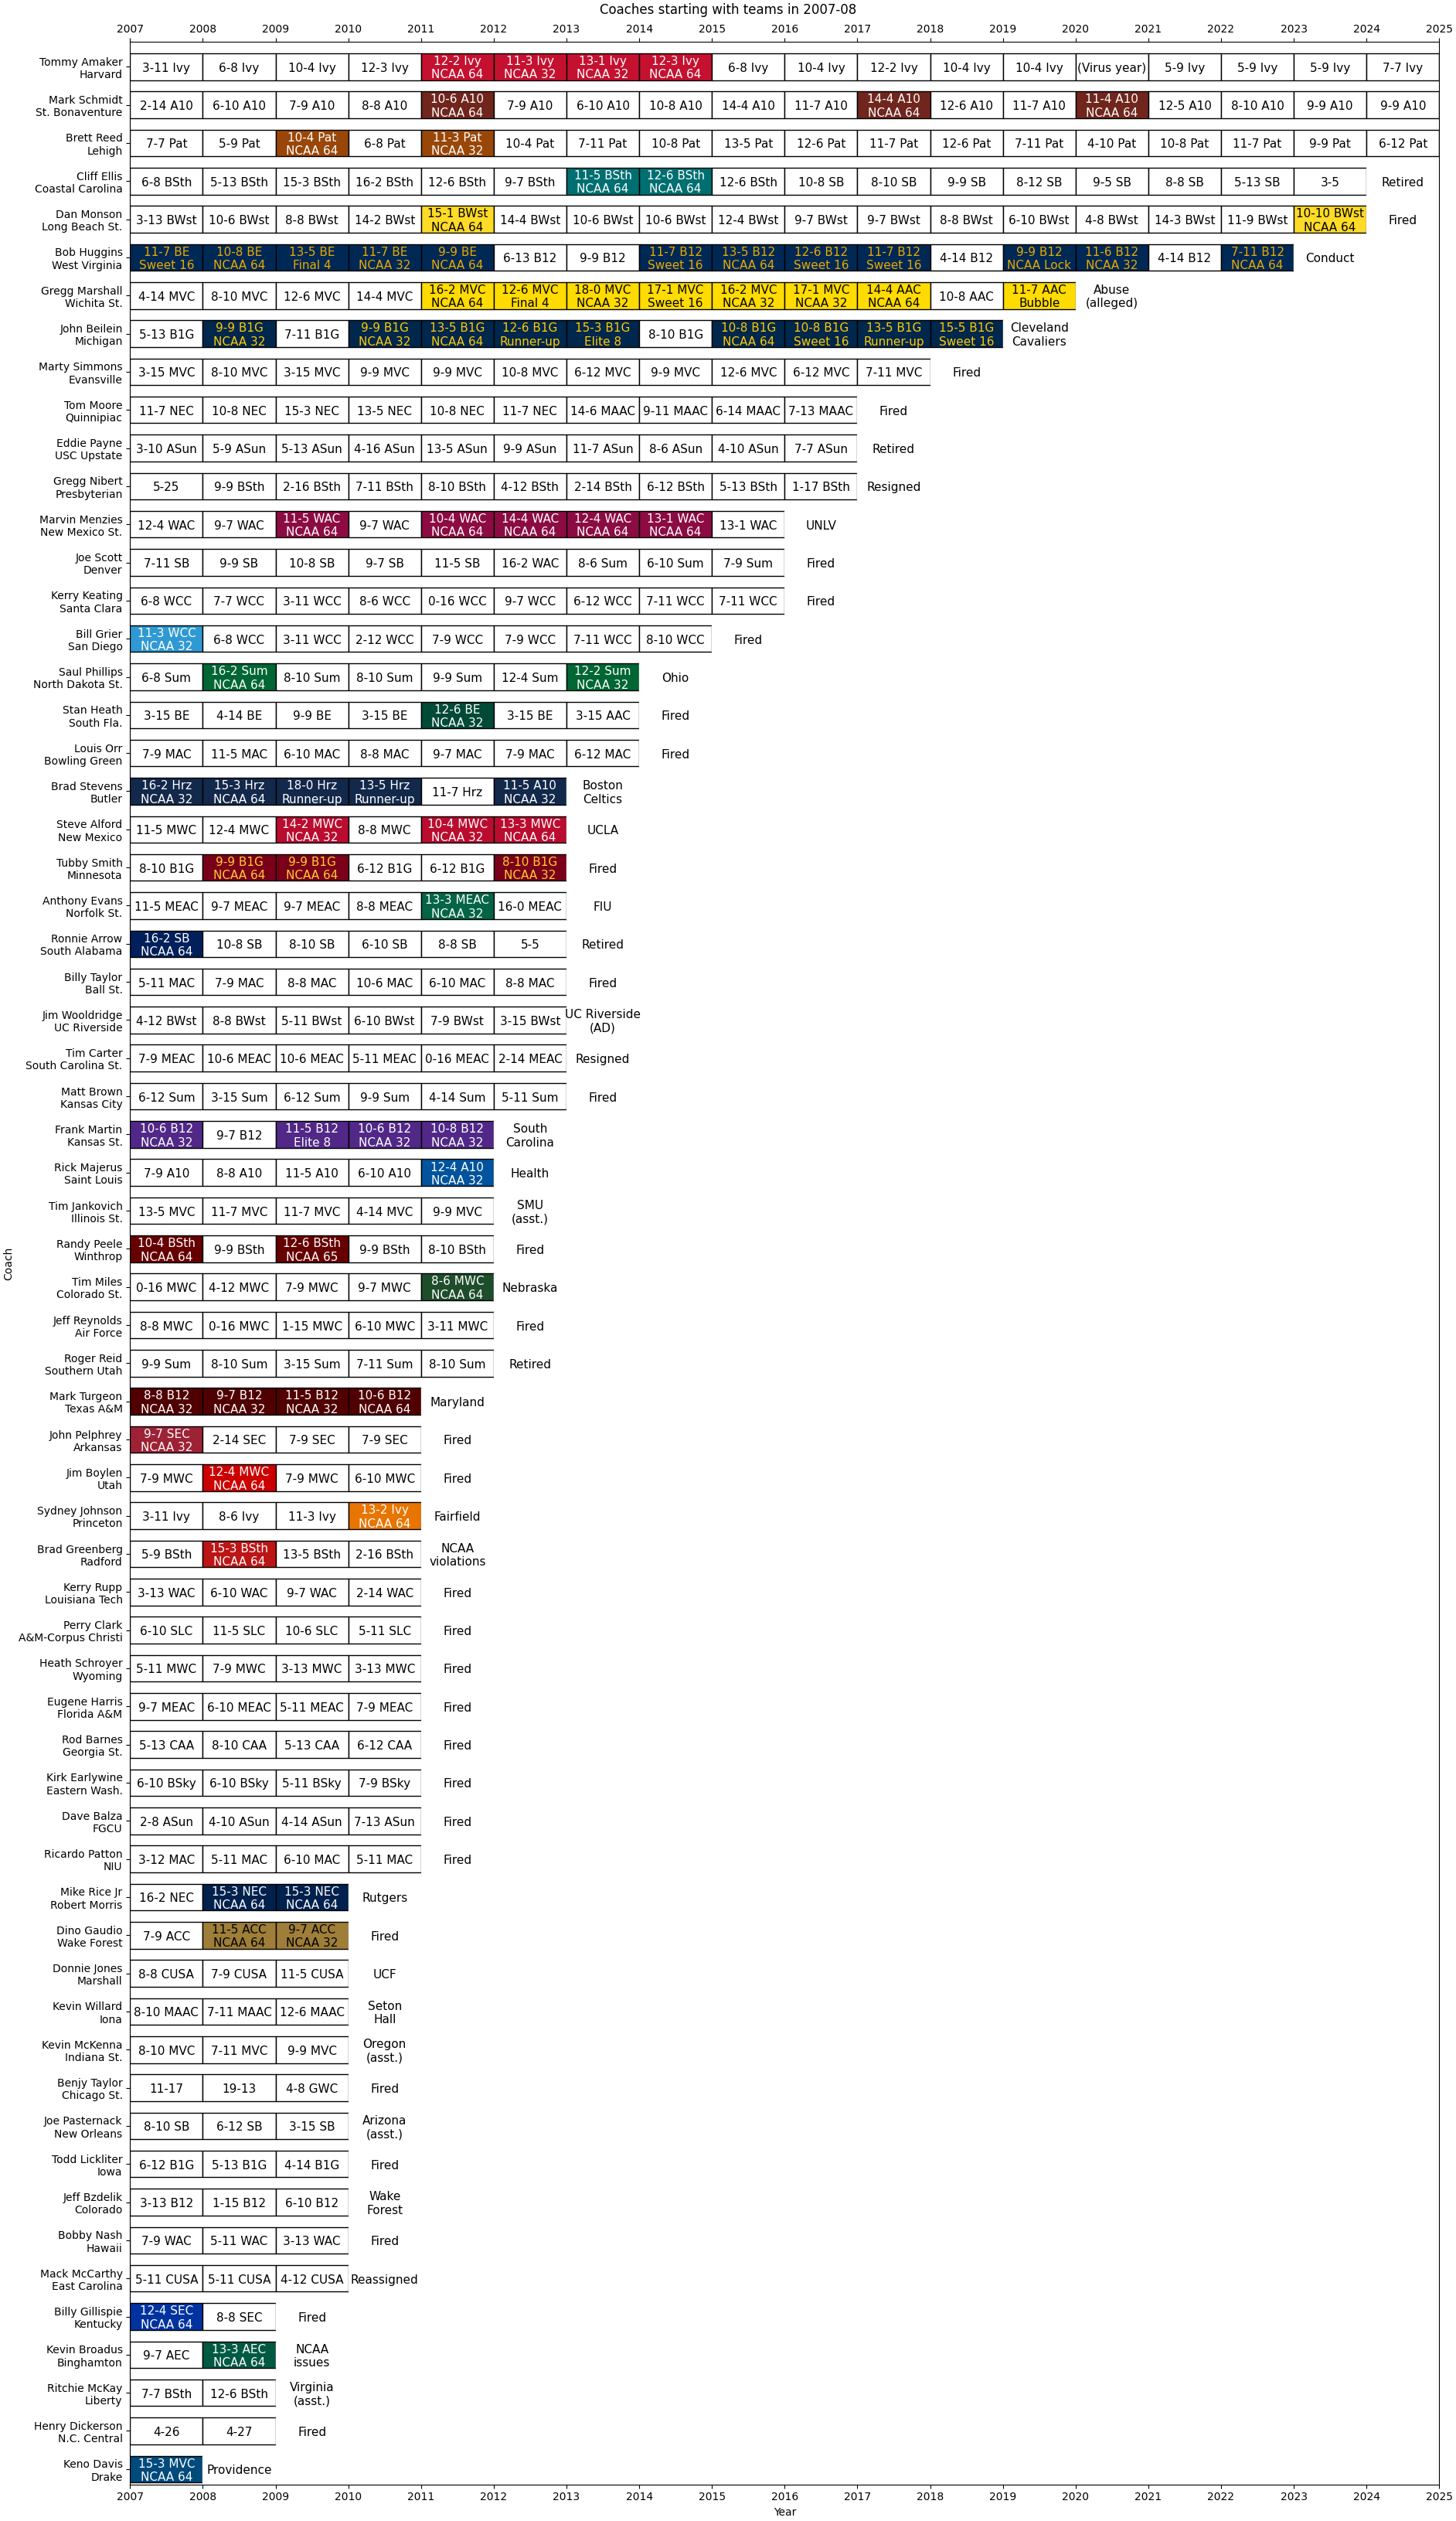 Coaches starting with teams in 2007-08
2007 2008 2009 2010 2011 2012 2013 2014 2015 2016 2017 2018 2019 2020 2021 2022 2023 2024 2025
Tommy Amaker 12-2 Ivy 11-3 Ivy 13-1 Ivy 12-3 Ivy
3-11 Ivy 6-8 Ivy 10-4 Ivy 12-3 Ivy 6-8 Ivy 10-4 Ivy 12-2 Ivy 10-4 Ivy 10-4 Ivy (Virus year) 5-9 Ivy 5-9 Ivy 5-9 Ivy 7-7 Ivy
Harvard NCAA 64 NCAA 32 NCAA 32 NCAA 64
Mark Schmidt 10-6 A10 14-4 A10 11-4 A10
2-14 A10 6-10 A10 7-9 A10 8-8 A10 7-9 A10 6-10 A10 10-8 A10 14-4 A10 11-7 A10 12-6 A10 11-7 A10 12-5 A10 8-10 A10 9-9 A10 9-9 A10
St. Bonaventure NCAA 64 NCAA 64 NCAA 64
Brett Reed 10-4 Pat 11-3 Pat
7-7 Pat 5-9 Pat 6-8 Pat 10-4 Pat 7-11 Pat 10-8 Pat 13-5 Pat 12-6 Pat 11-7 Pat 12-6 Pat 7-11 Pat 4-10 Pat 10-8 Pat 11-7 Pat 9-9 Pat 6-12 Pat
Lehigh NCAA 64 NCAA 32
Cliff Ellis 11-5 BSth 12-6 BSth
6-8 BSth 5-13 BSth 15-3 BSth 16-2 BSth 12-6 BSth 9-7 BSth 12-6 BSth 10-8 SB 8-10 SB 9-9 SB 8-12 SB 9-5 SB 8-8 SB 5-13 SB 3-5 Retired
Coastal Carolina NCAA 64 NCAA 64
Dan Monson 15-1 BWst 10-10 BWst
3-13 BWst 10-6 BWst 8-8 BWst 14-2 BWst 14-4 BWst 10-6 BWst 10-6 BWst 12-4 BWst 9-7 BWst 9-7 BWst 8-8 BWst 6-10 BWst 4-8 BWst 14-3 BWst 11-9 BWst Fired
Long Beach St. NCAA 64 NCAA 64
Bob Huggins 11-7 BE 10-8 BE 13-5 BE 11-7 BE 9-9 BE 11-7 B12 13-5 B12 12-6 B12 11-7 B12 9-9 B12 11-6 B12 7-11 B12
6-13 B12 9-9 B12 4-14 B12 4-14 B12 Conduct
West Virginia Sweet 16 NCAA 64 Final 4 NCAA 32 NCAA 64 Sweet 16 NCAA 32 Sweet 16 Sweet 16 NCAA Lock NCAA 32 NCAA 64
Gregg Marshall 16-2 MVC 12-6 MVC 18-0 MVC 17-1 MVC 16-2 MVC 17-1 MVC 14-4 AAC 11-7 AAC Abuse
4-14 MVC 8-10 MVC 12-6 MVC 14-4 MVC 10-8 AAC
Wichita St. NCAA 64 Final 4 NCAA 32 Sweet 16 NCAA 32 NCAA 32 NCAA 64 Bubble (alleged)
John Beilein 9-9 B1G 9-9 B1G 13-5 B1G 12-6 B1G 15-3 B1G 10-8 B1G 10-8 B1G 13-5 B1G 15-5 B1G Cleveland
5-13 B1G 7-11 B1G 8-10 B1G
Michigan NCAA 32 NCAA 32 NCAA 64 Runner-up Elite 8 NCAA 64 Sweet 16 Runner-up Sweet 16 Cavaliers
Marty Simmons
3-15 MVC 8-10 MVC 3-15 MVC 9-9 MVC 9-9 MVC 10-8 MVC 6-12 MVC 9-9 MVC 12-6 MVC 6-12 MVC 7-11 MVC Fired
Evansville
Tom Moore
11-7 NEC 10-8 NEC 15-3 NEC 13-5 NEC 10-8 NEC 11-7 NEC 14-6 MAAC 9-11 MAAC 6-14 MAAC 7-13 MAAC Fired
Quinnipiac
Eddie Payne
3-10 ASun 5-9 ASun 5-13 ASun 4-16 ASun 13-5 ASun 9-9 ASun 11-7 ASun 8-6 ASun 4-10 ASun 7-7 ASun Retired
USC Upstate
Gregg Nibert
5-25 9-9 BSth 2-16 BSth 7-11 BSth 8-10 BSth 4-12 BSth 2-14 BSth 6-12 BSth 5-13 BSth 1-17 BSth Resigned
Presbyterian
Marvin Menzies 11-5 WAC 10-4 WAC 14-4 WAC 12-4 WAC 13-1 WAC
12-4 WAC 9-7 WAC 9-7 WAC 13-1 WAC UNLV
New Mexico St. NCAA 64 NCAA 64 NCAA 64 NCAA 64 NCAA 64
Joe Scott
7-11 SB 9-9 SB 10-8 SB 9-7 SB 11-5 SB 16-2 WAC 8-6 Sum 6-10 Sum 7-9 Sum Fired
Denver
Kerry Keating
6-8 WCC 7-7 WCC 3-11 WCC 8-6 WCC 0-16 WCC 9-7 WCC 6-12 WCC 7-11 WCC 7-11 WCC Fired
Santa Clara
Bill Grier 11-3 WCC
6-8 WCC 3-11 WCC 2-12 WCC 7-9 WCC 7-9 WCC 7-11 WCC 8-10 WCC Fired
San Diego NCAA 32
Saul Phillips 16-2 Sum 12-2 Sum
6-8 Sum 8-10 Sum 8-10 Sum 9-9 Sum 12-4 Sum Ohio
North Dakota St. NCAA 64 NCAA 32
Stan Heath 12-6 BE
3-15 BE 4-14 BE 9-9 BE 3-15 BE 3-15 BE 3-15 AAC Fired
South Fla. NCAA 32
Louis Orr
7-9 MAC 11-5 MAC 6-10 MAC 8-8 MAC 9-7 MAC 7-9 MAC 6-12 MAC Fired
Bowling Green
Brad Stevens 16-2 Hrz 15-3 Hrz 18-0 Hrz 13-5 Hrz 11-5 A10 Boston
11-7 Hrz
Butler NCAA 32 NCAA 64 Runner-up Runner-up NCAA 32 Celtics
Steve Alford 14-2 MWC 10-4 MWC 13-3 MWC
11-5 MWC 12-4 MWC 8-8 MWC UCLA
New Mexico NCAA 32 NCAA 32 NCAA 64
Tubby Smith 9-9 B1G 9-9 B1G 8-10 B1G
8-10 B1G 6-12 B1G 6-12 B1G Fired
Minnesota NCAA 64 NCAA 64 NCAA 32
Anthony Evans 13-3 MEAC
11-5 MEAC 9-7 MEAC 9-7 MEAC 8-8 MEAC 16-0 MEAC FIU
Norfolk St. NCAA 32
Ronnie Arrow 16-2 SB
10-8 SB 8-10 SB 6-10 SB 8-8 SB 5-5 Retired
South Alabama NCAA 64
Billy Taylor
5-11 MAC 7-9 MAC 8-8 MAC 10-6 MAC 6-10 MAC 8-8 MAC Fired
Ball St.
Jim Wooldridge UC Riverside
4-12 BWst 8-8 BWst 5-11 BWst 6-10 BWst 7-9 BWst 3-15 BWst
UC Riverside (AD)
Tim Carter
7-9 MEAC 10-6 MEAC 10-6 MEAC 5-11 MEAC 0-16 MEAC 2-14 MEAC Resigned
South Carolina St.
Matt Brown
6-12 Sum 3-15 Sum 6-12 Sum 9-9 Sum 4-14 Sum 5-11 Sum Fired
Kansas City
Frank Martin 10-6 B12 11-5 B12 10-6 B12 10-8 B12 South
9-7 B12
Kansas St. NCAA 32 Elite 8 NCAA 32 NCAA 32 Carolina
Rick Majerus 12-4 A10
7-9 A10 8-8 A10 11-5 A10 6-10 A10 Health
Saint Louis NCAA 32
Tim Jankovich SMU
13-5 MVC 11-7 MVC 11-7 MVC 4-14 MVC 9-9 MVC
Illinois St. (asst.)
Randy Peele 10-4 BSth 12-6 BSth
9-9 BSth 9-9 BSth 8-10 BSth Fired
Winthrop NCAA 64 NCAA 65
Coach
Tim Miles 8-6 MWC
0-16 MWC 4-12 MWC 7-9 MWC 9-7 MWC Nebraska
Colorado St. NCAA 64
Jeff Reynolds
8-8 MWC 0-16 MWC 1-15 MWC 6-10 MWC 3-11 MWC Fired
Air Force
Roger Reid
9-9 Sum 8-10 Sum 3-15 Sum 7-11 Sum 8-10 Sum Retired
Southern Utah
Mark Turgeon 8-8 B12 9-7 B12 11-5 B12 10-6 B12
Maryland
Texas A&M NCAA 32 NCAA 32 NCAA 32 NCAA 64
John Pelphrey 9-7 SEC
2-14 SEC 7-9 SEC 7-9 SEC Fired
Arkansas NCAA 32
Jim Boylen 12-4 MWC
7-9 MWC 7-9 MWC 6-10 MWC Fired
Utah NCAA 64
Sydney Johnson 13-2 Ivy
3-11 Ivy 8-6 Ivy 11-3 Ivy Fairfield
Princeton NCAA 64
Brad Greenberg 15-3 BSth NCAA
5-9 BSth 13-5 BSth 2-16 BSth
Radford NCAA 64 violations
Kerry Rupp
3-13 WAC 6-10 WAC 9-7 WAC 2-14 WAC Fired
Louisiana Tech
Perry Clark
6-10 SLC 11-5 SLC 10-6 SLC 5-11 SLC Fired
A&M-Corpus Christi
Heath Schroyer
5-11 MWC 7-9 MWC 3-13 MWC 3-13 MWC Fired
Wyoming
Eugene Harris
9-7 MEAC 6-10 MEAC 5-11 MEAC 7-9 MEAC Fired
Florida A&M
Rod Barnes
5-13 CAA 8-10 CAA 5-13 CAA 6-12 CAA Fired
Georgia St.
Kirk Earlywine
6-10 BSky 6-10 BSky 5-11 BSky 7-9 BSky Fired
Eastern Wash.
Dave Balza
2-8 ASun 4-10 ASun 4-14 ASun 7-13 ASun Fired
FGCU
Ricardo Patton
3-12 MAC 5-11 MAC 6-10 MAC 5-11 MAC Fired
NIU
Mike Rice Jr 15-3 NEC 15-3 NEC
16-2 NEC Rutgers
Robert Morris NCAA 64 NCAA 64
Dino Gaudio 11-5 ACC 9-7 ACC
7-9 ACC Fired
Wake Forest NCAA 64 NCAA 32
Donnie Jones
8-8 CUSA 7-9 CUSA 11-5 CUSA UCF
Marshall
Kevin Willard Seton
8-10 MAAC 7-11 MAAC 12-6 MAAC
Iona Hall
Kevin McKenna Oregon
8-10 MVC 7-11 MVC 9-9 MVC
Indiana St. (asst.)
Benjy Taylor
11-17 19-13 4-8 GWC Fired
Chicago St.
Joe Pasternack Arizona
8-10 SB 6-12 SB 3-15 SB
New Orleans (asst.)
Todd Lickliter
6-12 B1G 5-13 B1G 4-14 B1G Fired
Iowa
Jeff Bzdelik Wake
3-13 B12 1-15 B12 6-10 B12
Colorado Forest
Bobby Nash
7-9 WAC 5-11 WAC 3-13 WAC Fired
Hawaii
Mack McCarthy
5-11 CUSA 5-11 CUSA 4-12 CUSA Reassigned
East Carolina
Billy Gillispie 12-4 SEC
8-8 SEC Fired
Kentucky NCAA 64
Kevin Broadus 13-3 AEC NCAA
9-7 AEC
Binghamton NCAA 64 issues
Ritchie McKay Virginia
7-7 BSth 12-6 BSth
Liberty (asst.)
Henry Dickerson
4-26 4-27 Fired
N.C. Central
Keno Davis 15-3 MVC
Providence
Drake NCAA 64
2007 2008 2009 2010 2011 2012 2013 2014 2015 2016 2017 2018 2019 2020 2021 2022 2023 2024 2025
Year